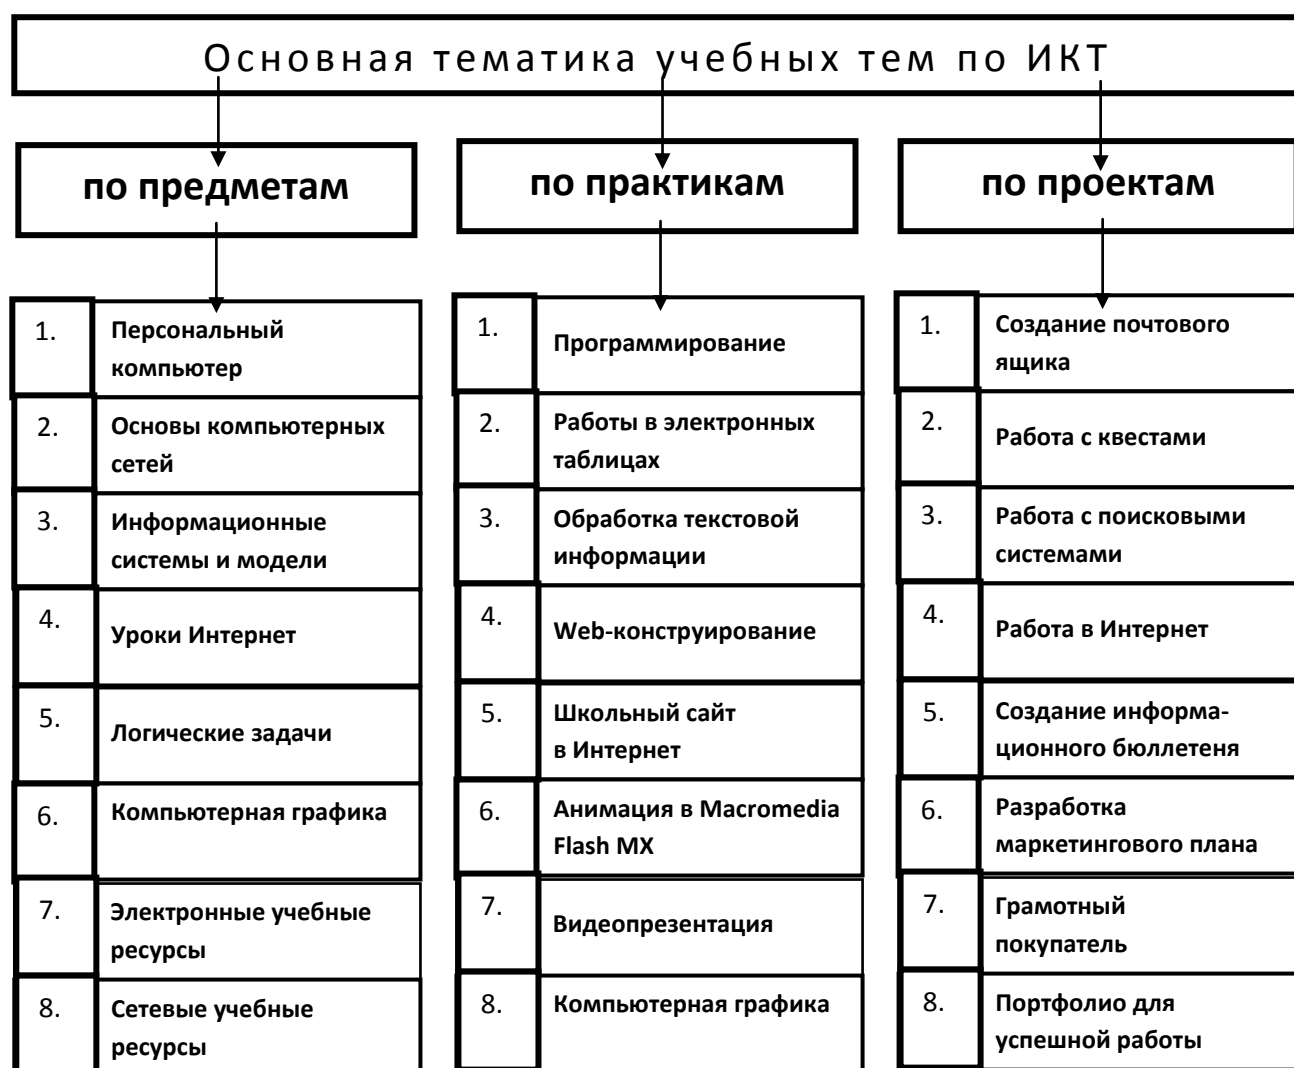 Основная тематика учебных тем по ИКТ
по предметам
1. Персональный
компьютер
2. Основы компьютерных
сетей
3. Информационные
системы и модели
4. Уроки Интернет
5. Логические задачи
6. Компьютерная графика
7. Электронные учебные
ресурсы
8. Сетевые учебные
ресурсы
по практикам
1. Программирование
2. Работы в электронных
таблицах
3. Обработка текстовой
информации
4. Web-конструирование
5. Школьный сайт
в Интернет
6. Анимация в Macromedia
Flash MX
7. Видеопрезентация
8. Компьютерная графика
по проектам
1. Создание почтового
ящика
2. Работа с квестами
3. Работа с поисковыми
системами
4. Работа в Интернет
5. Создание информа-
ционного бюллетеня
6. Разработка
маркетингового плана
7. Грамотный
покупатель
8. Портфолио для
успешной работы